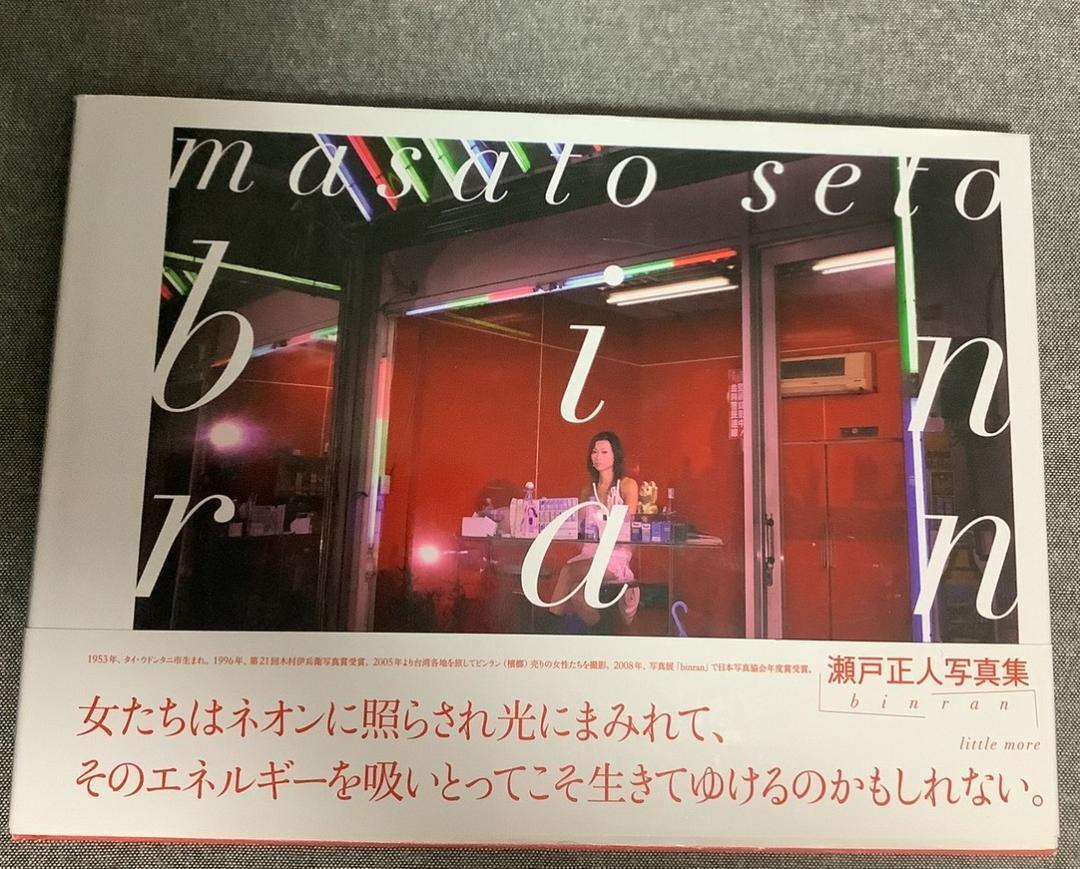 masato seto
bin
ran
1953年、タイ・ウドンタニ市生まれ。1996年、第21回木村伊兵衛写真賞受賞。2005年より台湾各地を旅してビンラン（檳榔）売りの女性たちを撮影。2008年、写真展「binran」で日本写真協会年度賞受賞。
瀬戸正人写真集
binran
little more
女たちはネオンに照らされ光にまみれて、
そのエネルギーを吸いとってこそ生きてゆけるのかもしれない。